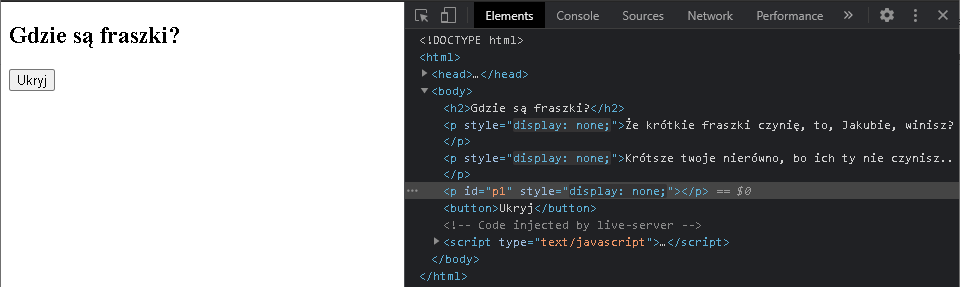 Gdzie są fraszki?
Ukryj
Elements Console Sources Network Performance »
<!DOCTYPE html>
<html>
<head>…</head>
<body>
<h2>Gdzie są fraszki?</h2>
<p style="display: none;">Że krótkie fraszki czynię, to, Jakubie, winisz?
</p>
<p style="display: none;">Krótsze twoje nierówno, bo ich ty nie czynisz..
</p>
<p id="p1" style="display: none;"></p> == $0
<button>Ukryj</button>
<!-- Code injected by live-server -->
<script type="text/javascript">…</script>
</body>
</html>